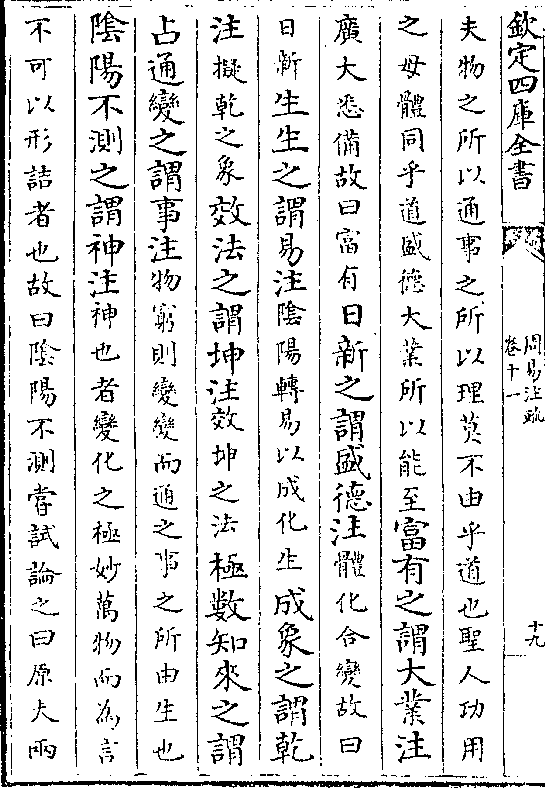 欽定四庫全書
周易注疏
卷十一
十九
夫物之所以通事之所以理莫不由乎道也聖人功用
之母體同乎道盛德大業所以能至富有之謂大業注
廣大悉備故曰富有日新之謂盛德注體化合變故曰
日新生生之謂易注陰陽轉易以成化生成象之謂乾
注擬乾之象效法之謂坤注效坤之法極數知來之謂
占通變之謂事注物窮則變變而通之事之所由生也
陰陽不測之謂神注神也者變化之極妙萬物而為言
不可以形詰者也故曰陰陽不測嘗試論之曰原夫兩